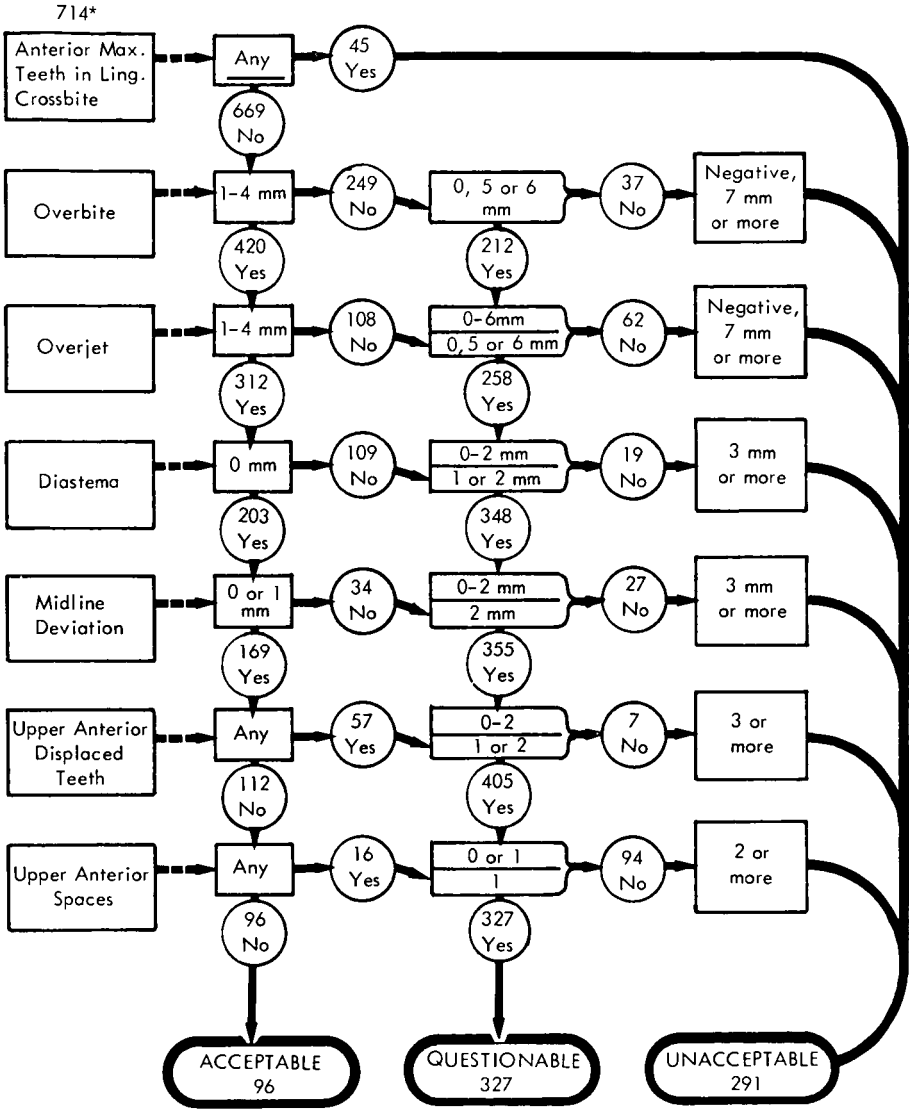 714*
Anterior Max.
Teeth in Ling.
Crossbite
Any
45
Yes
669
No
Overbite
1-4 mm
249
No
0, 5 or 6
mm
37
No
Negative,
7 mm
or more
420
Yes
212
Yes
Overjet
1-4 mm
108
No
0-6mm
0, 5 or 6 mm
62
No
Negative,
7 mm
or more
312
Yes
258
Yes
Diastema
0 mm
109
No
0-2 mm
1 or 2 mm
19
No
3 mm
or more
203
Yes
348
Yes
Midline
Deviation
0 or 1
mm
34
No
0-2 mm
2 mm
27
No
3 mm
or more
169
Yes
355
Yes
Upper Anterior
Displaced
Teeth
Any
57
Yes
0-2
1 or 2
7
No
3 or
more
112
No
405
Yes
Upper Anterior
Spaces
Any
16
Yes
0 or 1
1
94
No
2 or
more
96
No
327
Yes
ACCEPTABLE
96
QUESTIONABLE
327
UNACCEPTABLE
291